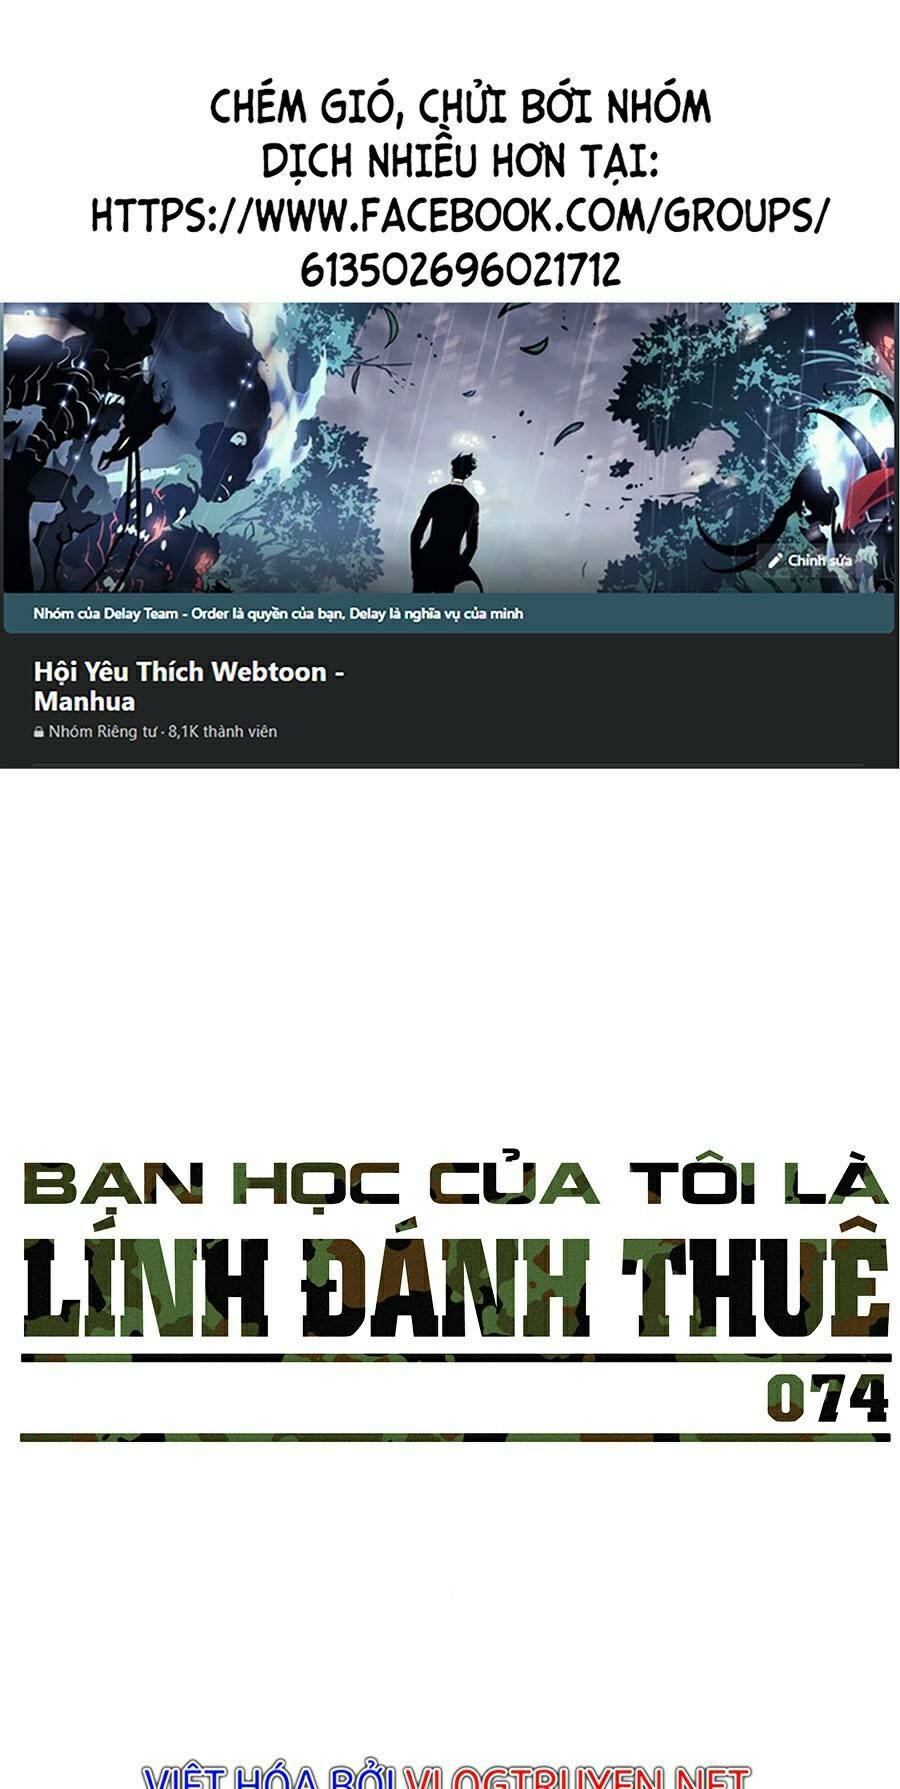 CHÉM GIÓ, CHỬI BỚI NHÓM
DỊCH NHIỀU HƠN TẠI:
HTTPS://WWW.FACEBOOK.COM/GROUPS/
613502696021712
Chỉnh sửa
Nhóm của Delay Team - Order là quyền của bạn, Delay là nghĩa vụ của mình
Hội Yêu Thích Webtoon -
Manhua
Nhóm Riêng tư · 8,1K thành viên
BẠN HỌC CỦA TÔI LÀ
LÍNH ĐÁNH THUÊ
074
VIỆT HÓA BỞI VLOGTRUYEN.NET